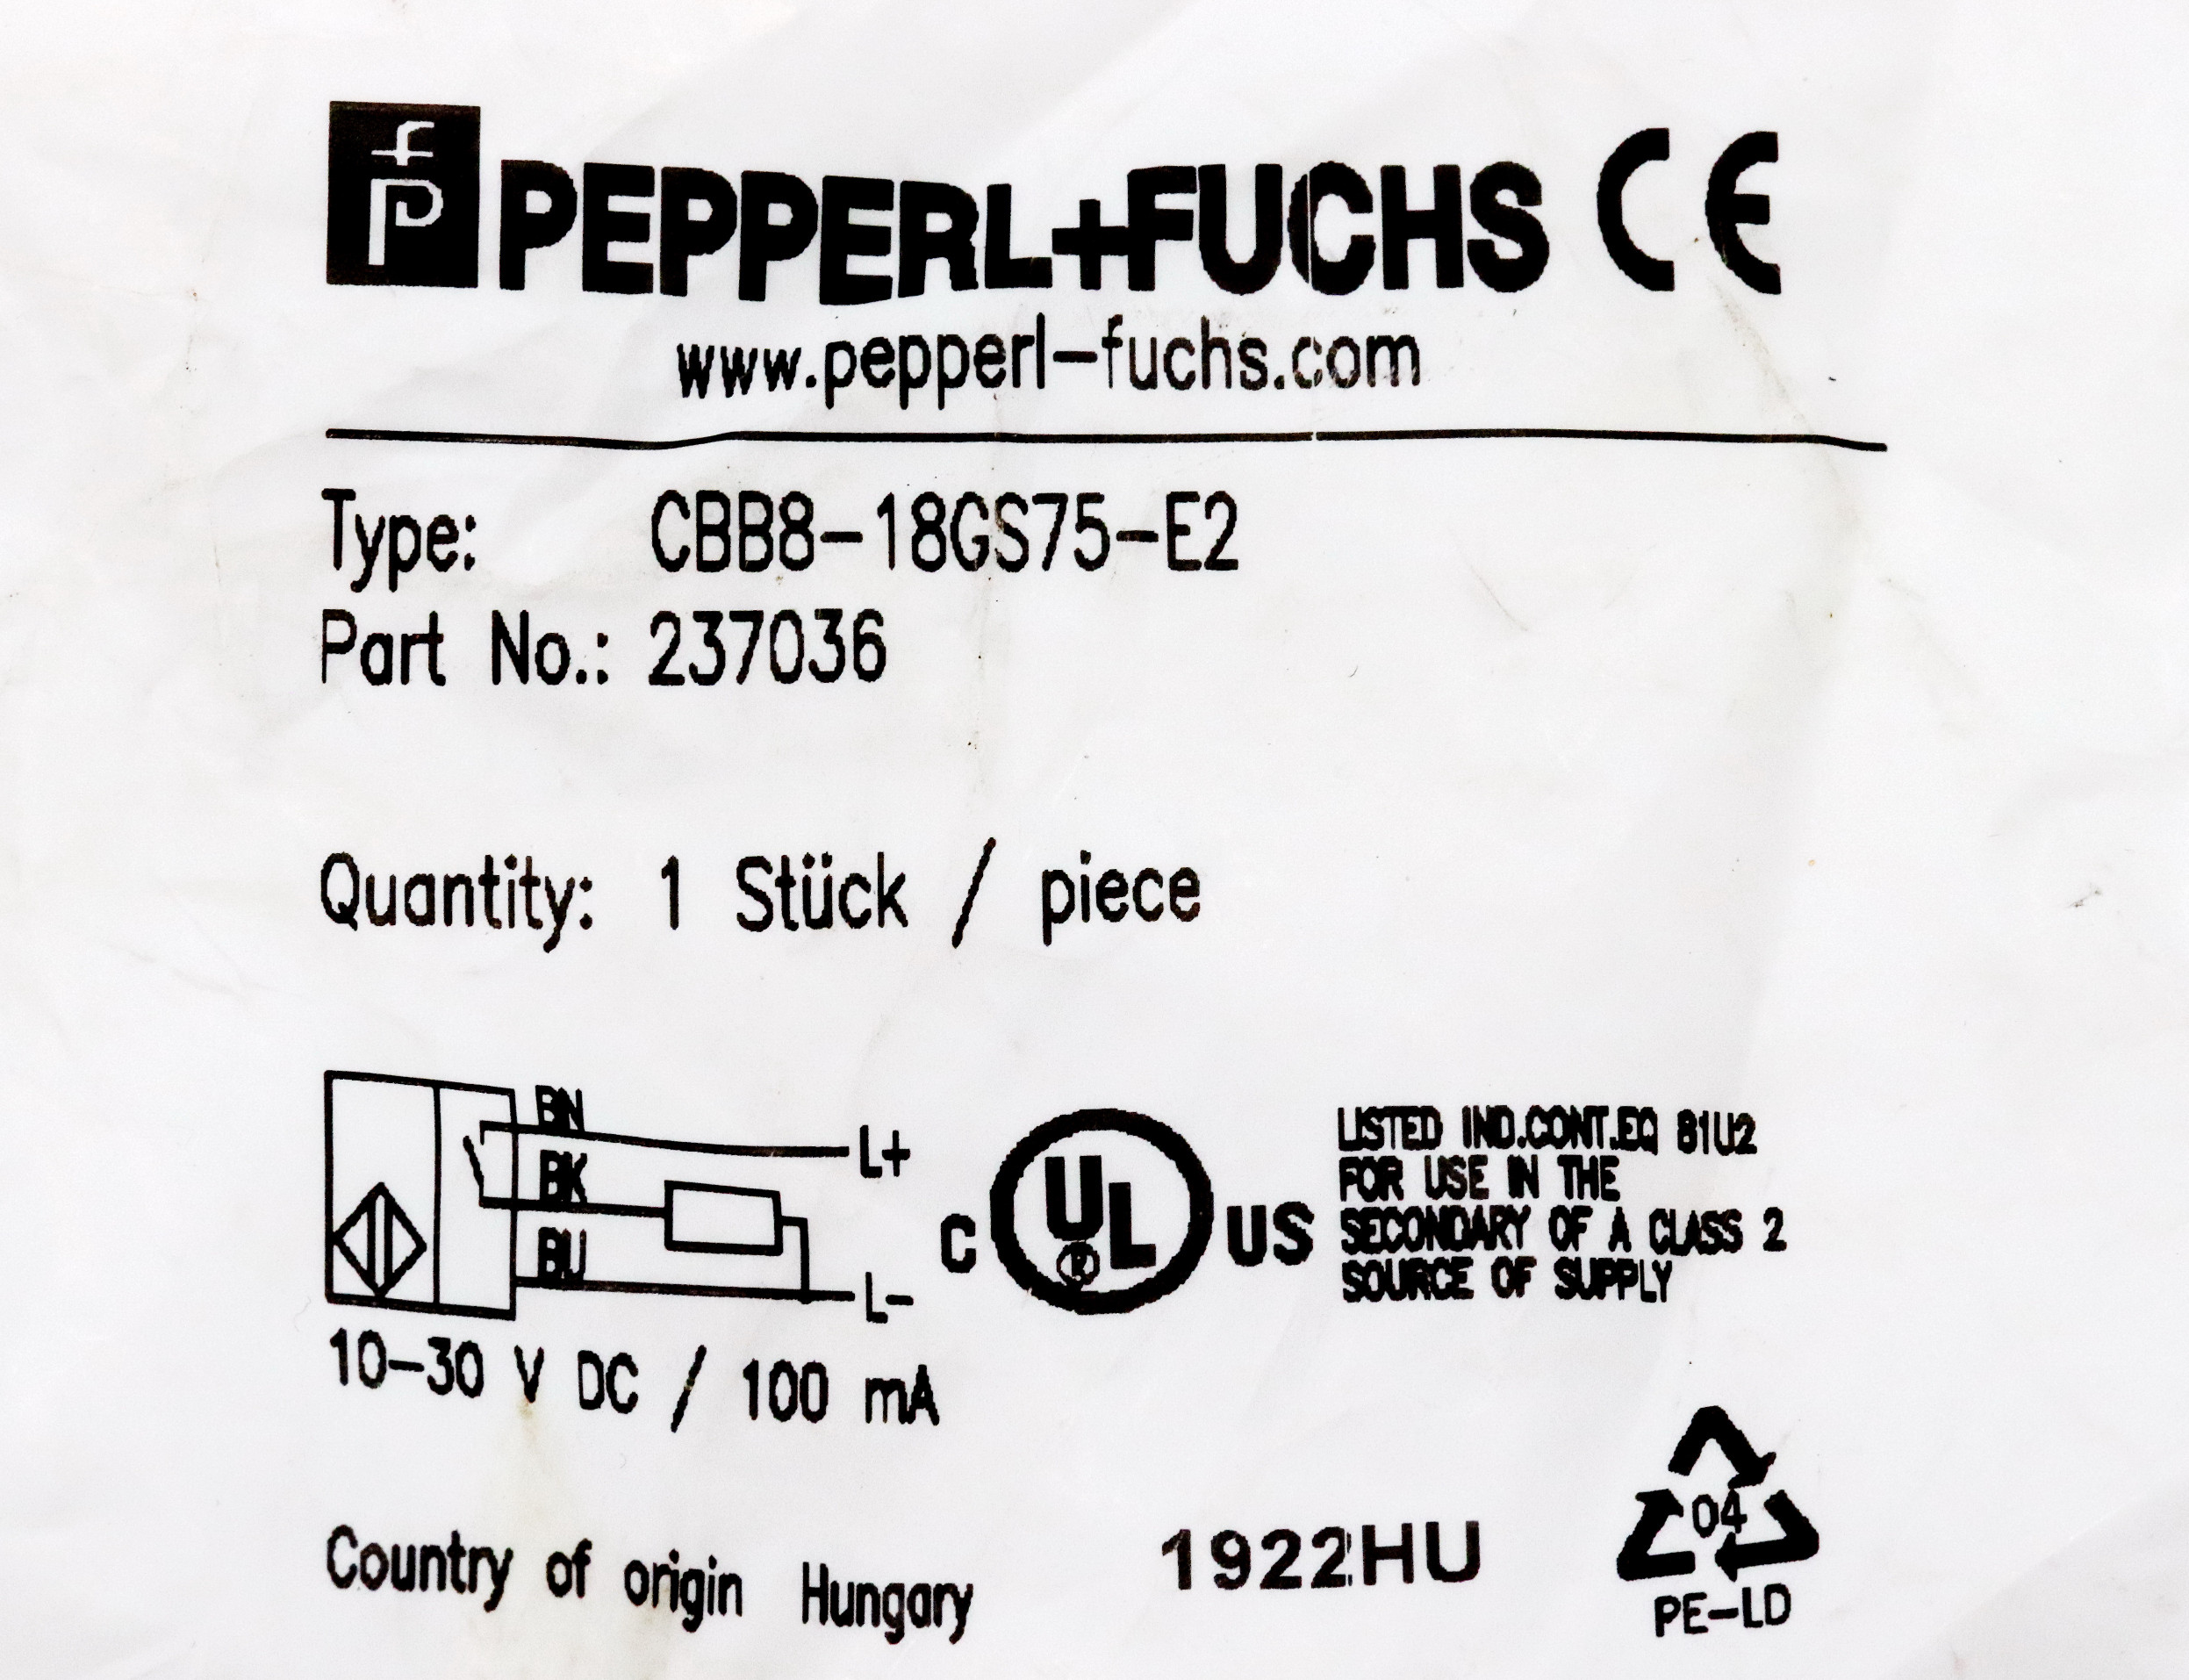 fp PEPPERL+FUCHS CE
www.pepperl-fuchs.com
Type: CBB8-18GS75-E2
Part No.: 237036
Quantity: 1 Stück / piece
BN
L+
BK
BU
L-
10-30 V DC / 100 mA
C UL® US
LISTED IND.CONT.EQ 81U2
FOR USE IN THE
SECONDARY OF A CLASS 2
SOURCE OF SUPPLY
Country of origin Hungary
1922HU
04
PE-LD